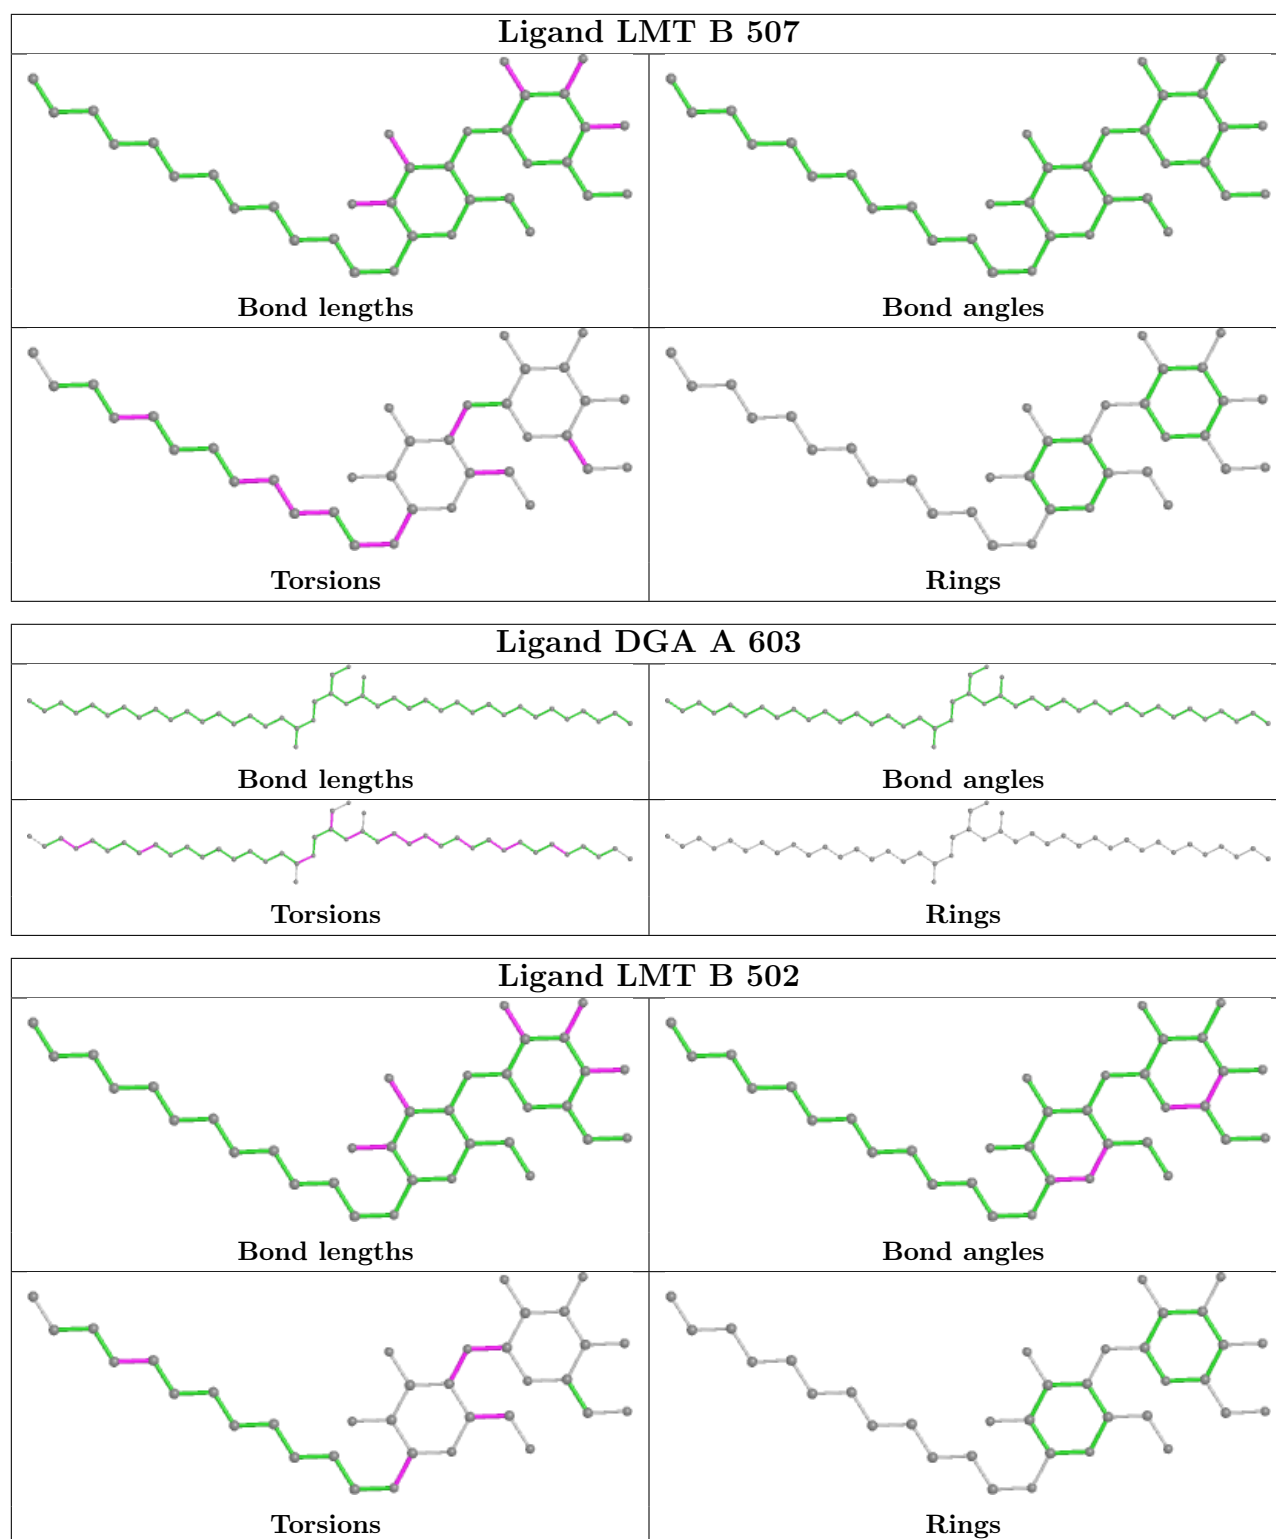 Ligand LMT B 507
Bond lengths
Bond angles
Torsions
Rings
Ligand DGA A 603
Bond lengths
Bond angles
Torsions
Rings
Ligand LMT B 502
Bond lengths
Bond angles
Torsions
Rings